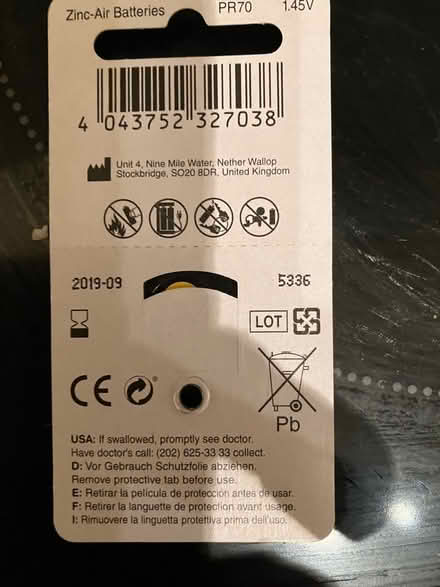 Zinc-Air Batteries PR70 1.45V
4 043752 327038
Unit 4, Nine Mile Water, Nether Wallop
Stockbridge, SO20 8DR, United Kingdom
2019-09 5336
LOT
CE
Pb
USA: If swallowed, promptly see doctor.
Have doctor's call: (202) 625-33 33 collect.
D: Vor Gebrauch Schutzfolie abziehen.
Remove protective tab before use.
E: Retirar la película de protección antes de usar.
F: Retirer la languette de protection avant usage.
I: Rimuovere la linguetta protettiva prima dell'uso.